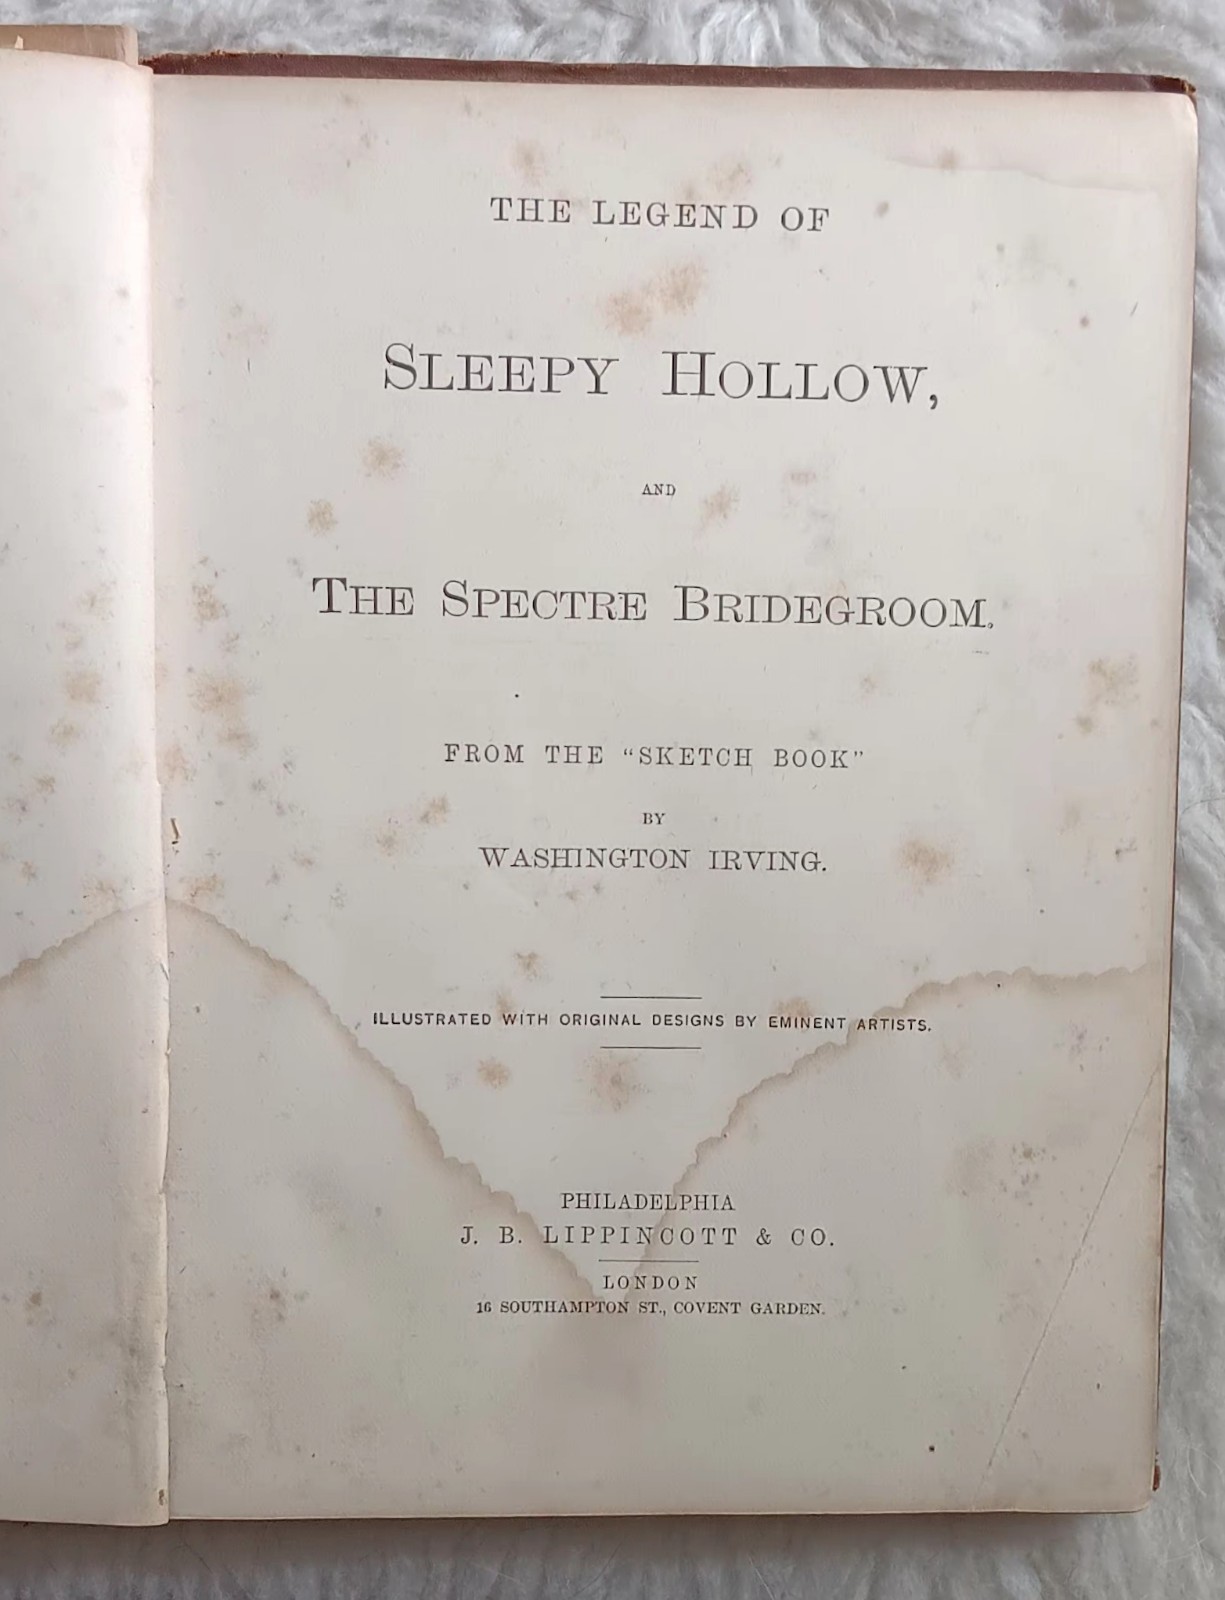 THE LEGEND OF
SLEEPY HOLLOW,
AND
THE SPECTRE BRIDEGROOM.
FROM THE “SKETCH BOOK”
BY
WASHINGTON IRVING.
ILLUSTRATED WITH ORIGINAL DESIGNS BY EMINENT ARTISTS.
PHILADELPHIA
J. B. LIPPINCOTT & CO.
LONDON
16 SOUTHAMPTON ST., COVENT GARDEN.